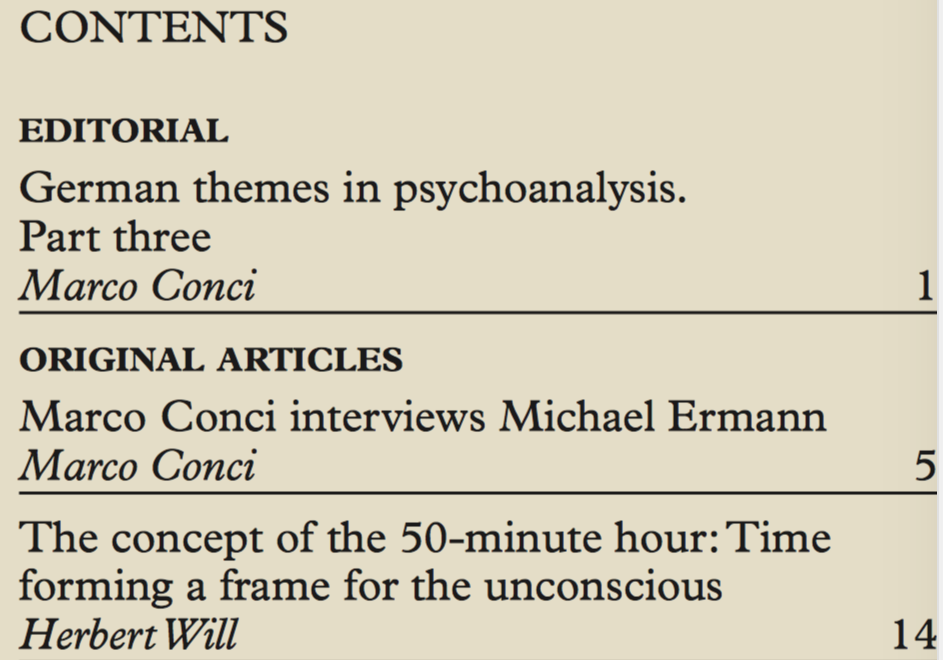 CONTENTS
EDITORIAL
German themes in psychoanalysis.
Part three
Marco Conci 1
ORIGINAL ARTICLES
Marco Conci interviews Michael Ermann
Marco Conci 5
The concept of the 50-minute hour: Time
forming a frame for the unconscious
Herbert Will 14